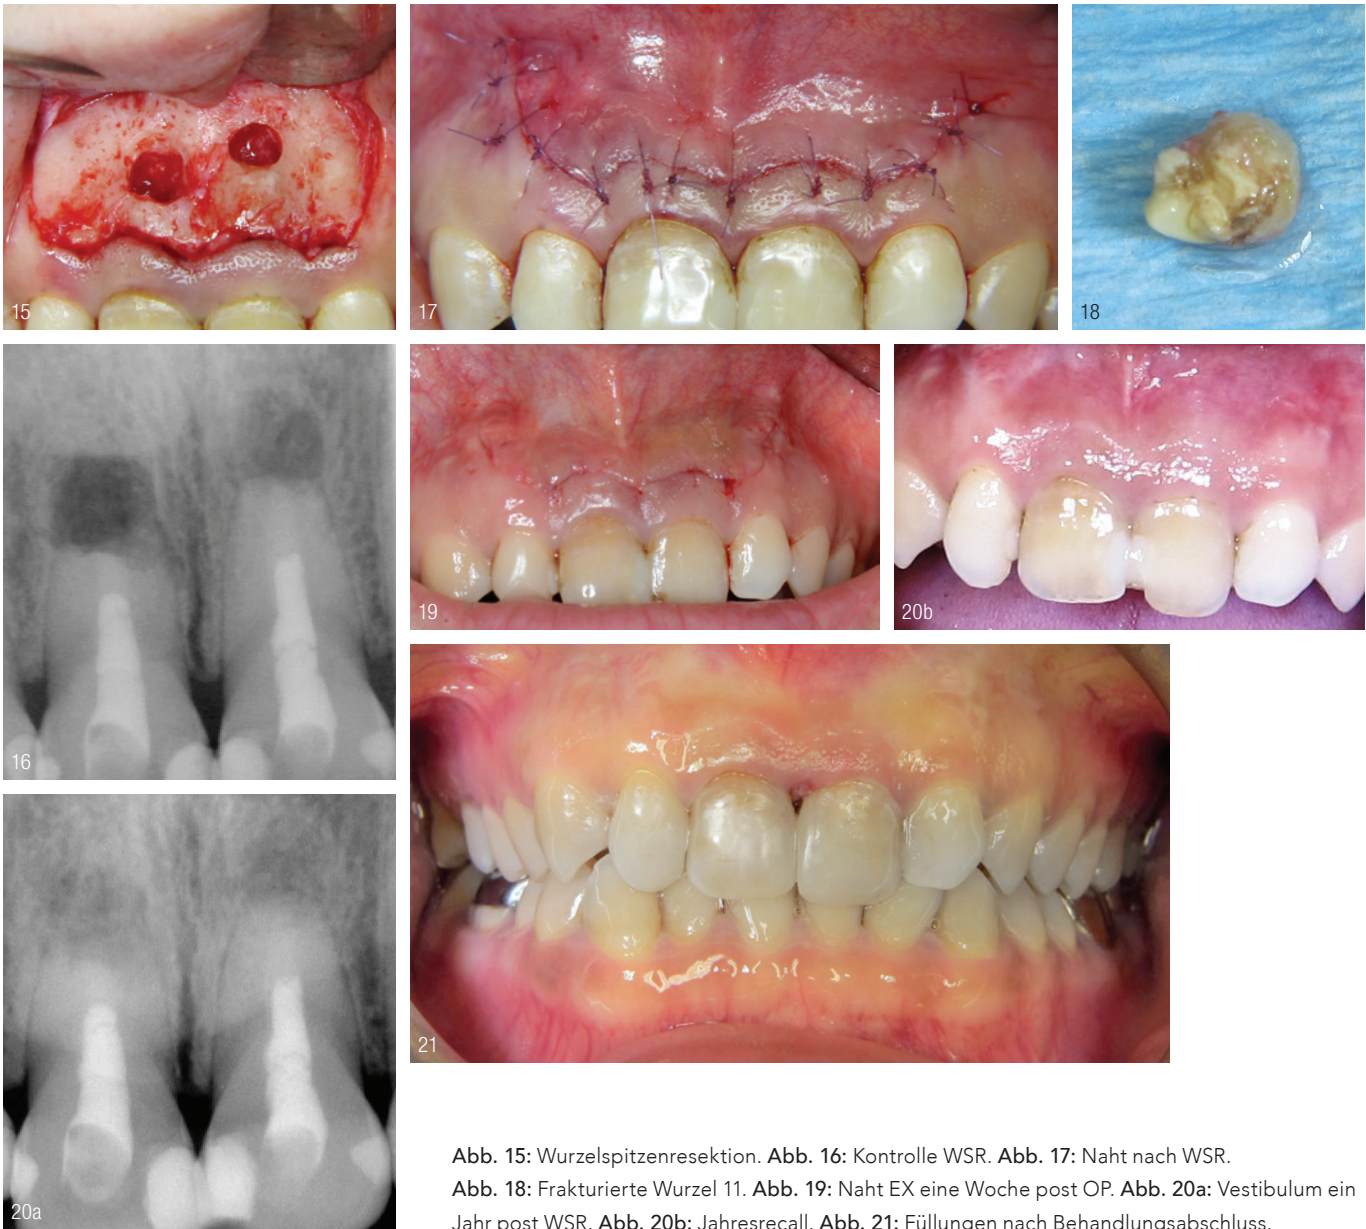 15
17
18
16
19
20b
21
20a
Abb. 15: Wurzelspitzenresektion. Abb. 16: Kontrolle WSR. Abb. 17: Naht nach WSR.
Abb. 18: Frakturierte Wurzel 11. Abb. 19: Naht EX eine Woche post OP. Abb. 20a: Vestibulum ein
Jahr post WSR. Abb. 20b: Jahresrecall. Abb. 21: Füllungen nach Behandlungsabschluss.